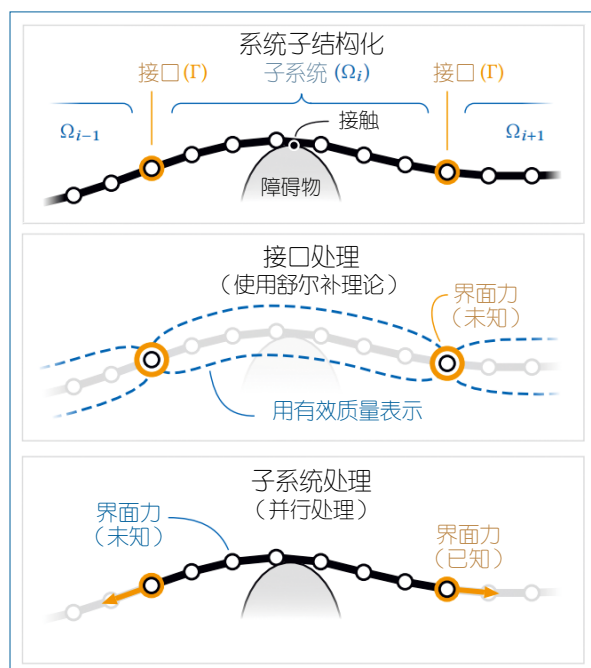 系统子结构化
接口(Γ)
子系统(Ωᵢ)
接口(Γ)
Ωᵢ₋₁
Ωᵢ₊₁
接触
障碍物
接口处理
（使用舒尔补理论）
界面力
（未知）
用有效质量表示
子系统处理
（并行处理）
界面力
（未知）
界面力
（已知）